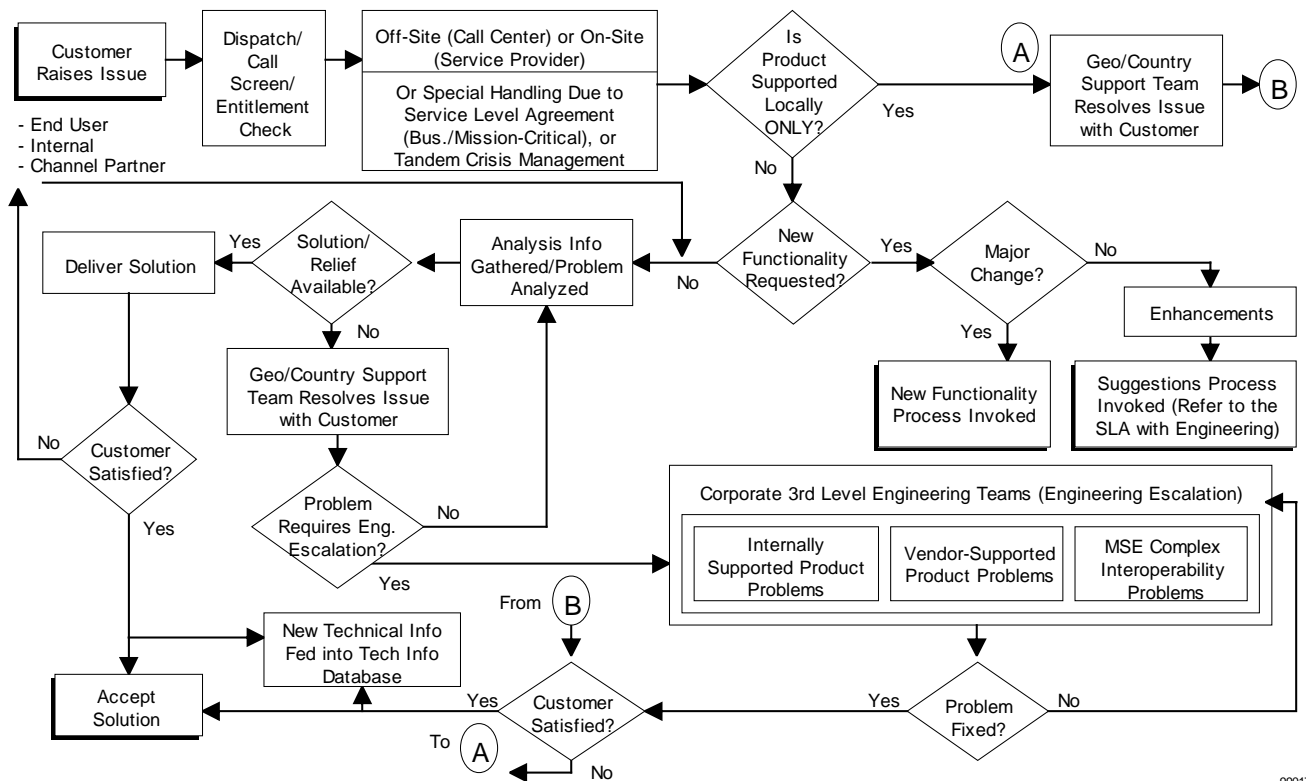 Customer
Raises Issue
- End User
- Internal
- Channel Partner
Dispatch/
Call
Screen/
Entitlement
Check
Off-Site (Call Center) or On-Site
(Service Provider)
Or Special Handling Due to
Service Level Agreement
(Bus./Mission-Critical), or
Tandem Crisis Management
Is
Product
Supported
Locally
ONLY?
Yes
No
A
Geo/Country
Support Team
Resolves Issue
with Customer
B
New
Functionality
Requested?
Yes
No
Major
Change?
No
Yes
Enhancements
New Functionality
Process Invoked
Suggestions Process
Invoked (Refer to the
SLA with Engineering)
Analysis Info
Gathered/Problem
Analyzed
Solution/
Relief
Available?
Yes
No
Deliver Solution
Geo/Country Support
Team Resolves Issue
with Customer
Customer
Satisfied?
No
Yes
Problem
Requires Eng.
Escalation?
No
Yes
Corporate 3rd Level Engineering Teams (Engineering Escalation)
Internally
Supported Product
Problems
Vendor-Supported
Product Problems
MSE Complex
Interoperability
Problems
From
B
New Technical Info
Fed into Tech Info
Database
Accept
Solution
Yes
Customer
Satisfied?
Yes
Problem
Fixed?
No
To
A
No